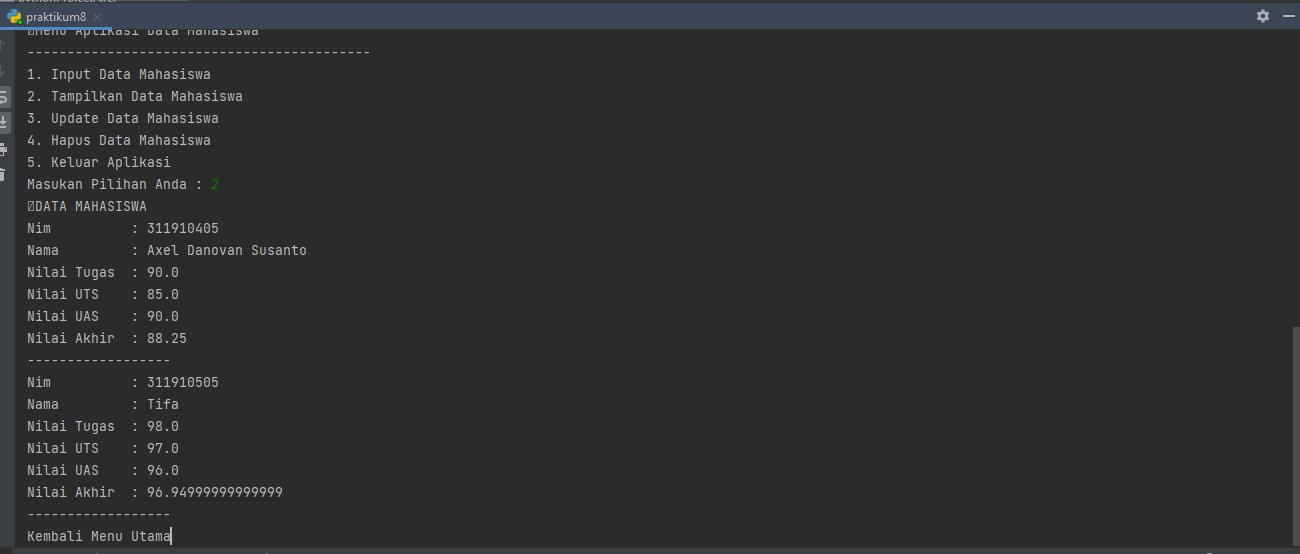 praktikum8
Menu Aplikasi Data Mahasiswa
-------------------------------------------
1. Input Data Mahasiswa
2. Tampilkan Data Mahasiswa
3. Update Data Mahasiswa
4. Hapus Data Mahasiswa
5. Keluar Aplikasi
Masukan Pilihan Anda : 2
DATA MAHASISWA
Nim          : 311910405
Nama         : Axel Danovan Susanto
Nilai Tugas  : 90.0
Nilai UTS    : 85.0
Nilai UAS    : 90.0
Nilai Akhir  : 88.25
------------------
Nim          : 311910505
Nama         : Tifa
Nilai Tugas  : 98.0
Nilai UTS    : 97.0
Nilai UAS    : 96.0
Nilai Akhir  : 96.94999999999999
------------------
Kembali Menu Utama